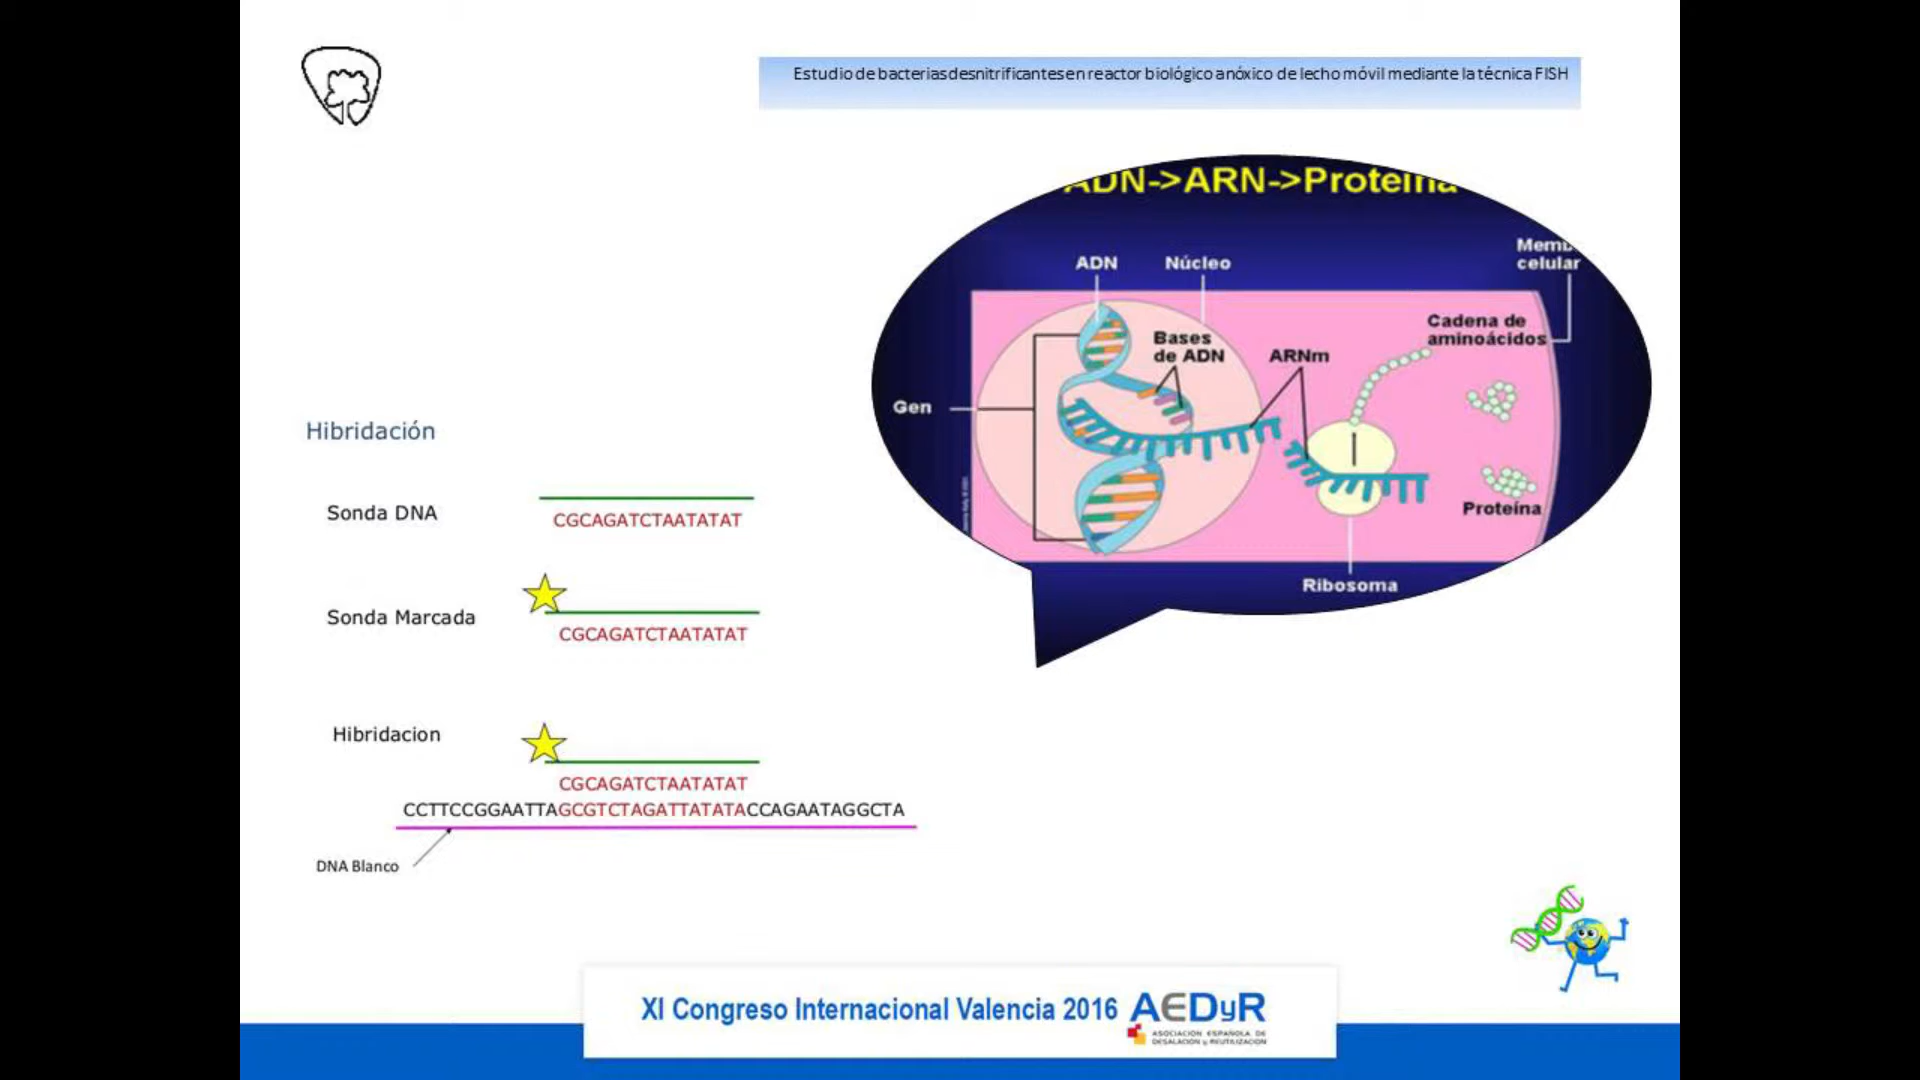 Estudio de bacterias desnitrificantes en reactor biológico anóxico de lecho móvil mediante la técnica FISH
ADN->ARN->Proteína
ADN
Núcleo
celular
Cadena de
aminoácidos
Bases
de ADN
ARNm
Gen
Proteína
Ribosoma
Hibridación
Sonda DNA
CGCAGATCTAATATAT
Sonda Marcada
CGCAGATCTAATATAT
Hibridacion
CGCAGATCTAATATAT
CCTTCCGGAATTAGCGTCTAGATTATATACCAGAATAGGCTA
DNA Blanco
XI Congreso Internacional Valencia 2016 AEDyR
ASOCIACIÓN ESPAÑOLA DE
DESALACIÓN y REUTILIZACIÓN